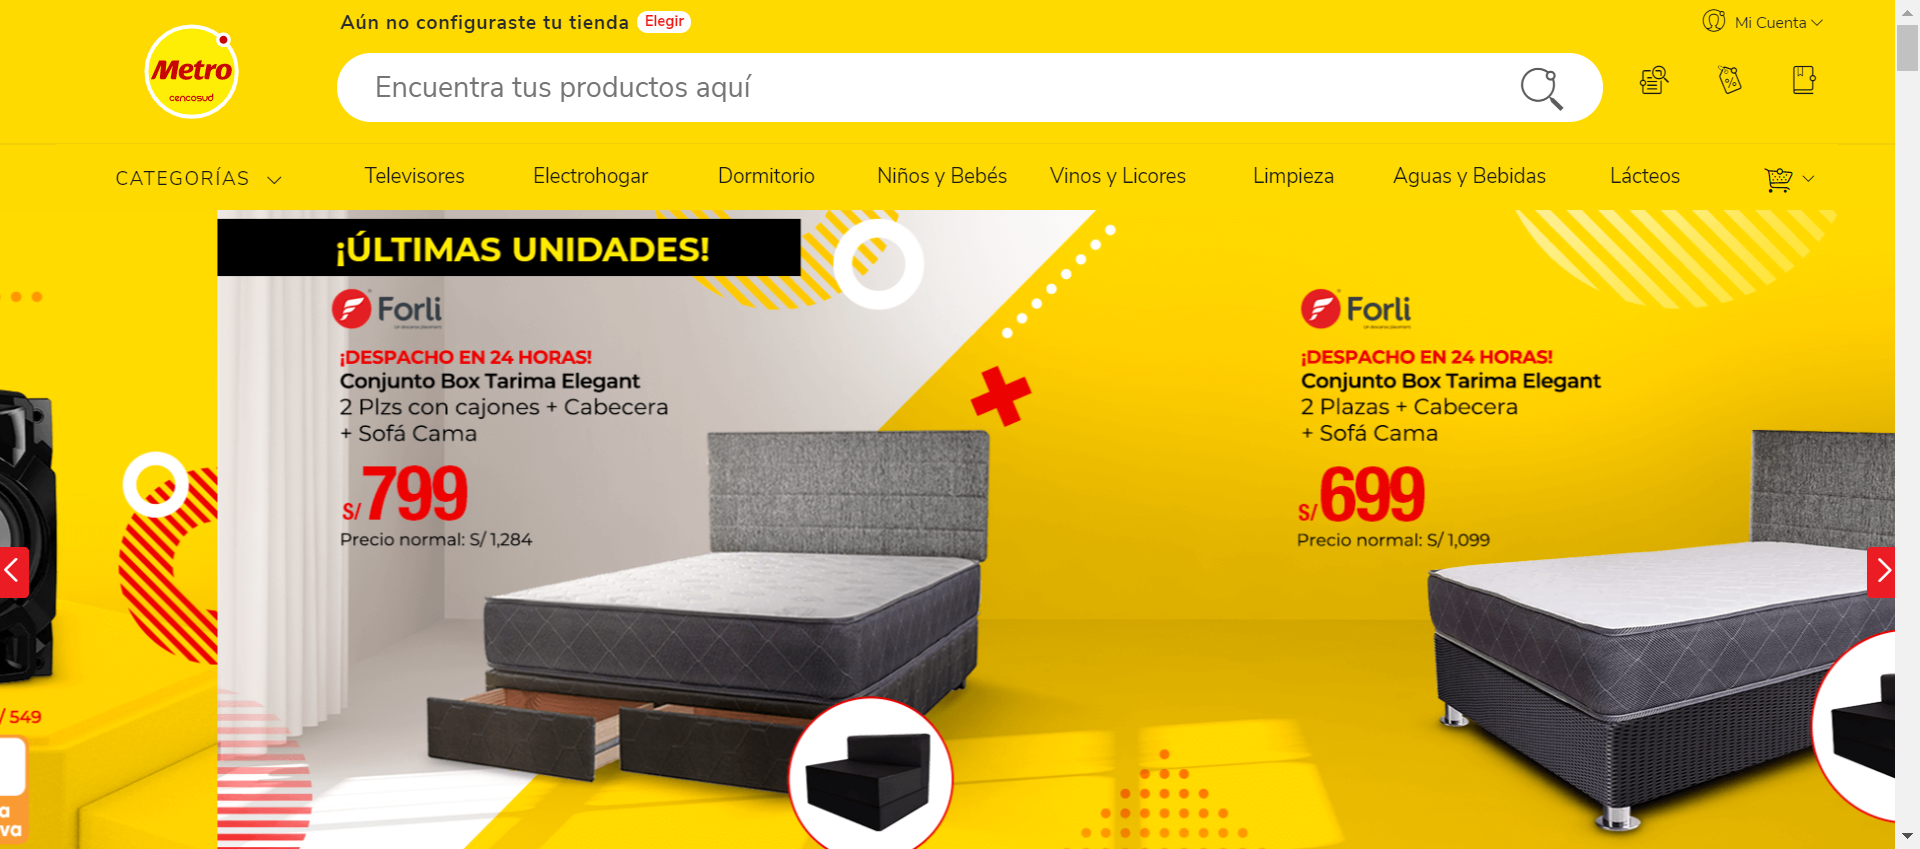 Aún no configuraste tu tienda Elegir
Mi Cuenta
Metro
cencosud
Encuentra tus productos aquí
CATEGORÍAS
Televisores
Electrohogar
Dormitorio
Niños y Bebés
Vinos y Licores
Limpieza
Aguas y Bebidas
Lácteos
¡ÚLTIMAS UNIDADES!
Forli
¡DESPACHO EN 24 HORAS!
Conjunto Box Tarima Elegant
2 Plzs con cajones + Cabecera
+ Sofá Cama
S/ 799
Precio normal: S/ 1,284
Forli
¡DESPACHO EN 24 HORAS!
Conjunto Box Tarima Elegant
2 Plazas + Cabecera
+ Sofá Cama
S/ 699
Precio normal: S/ 1,099
/ 549
a
va